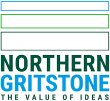 NORTHERN
GRITSTONE
THE VALUE OF IDEAS